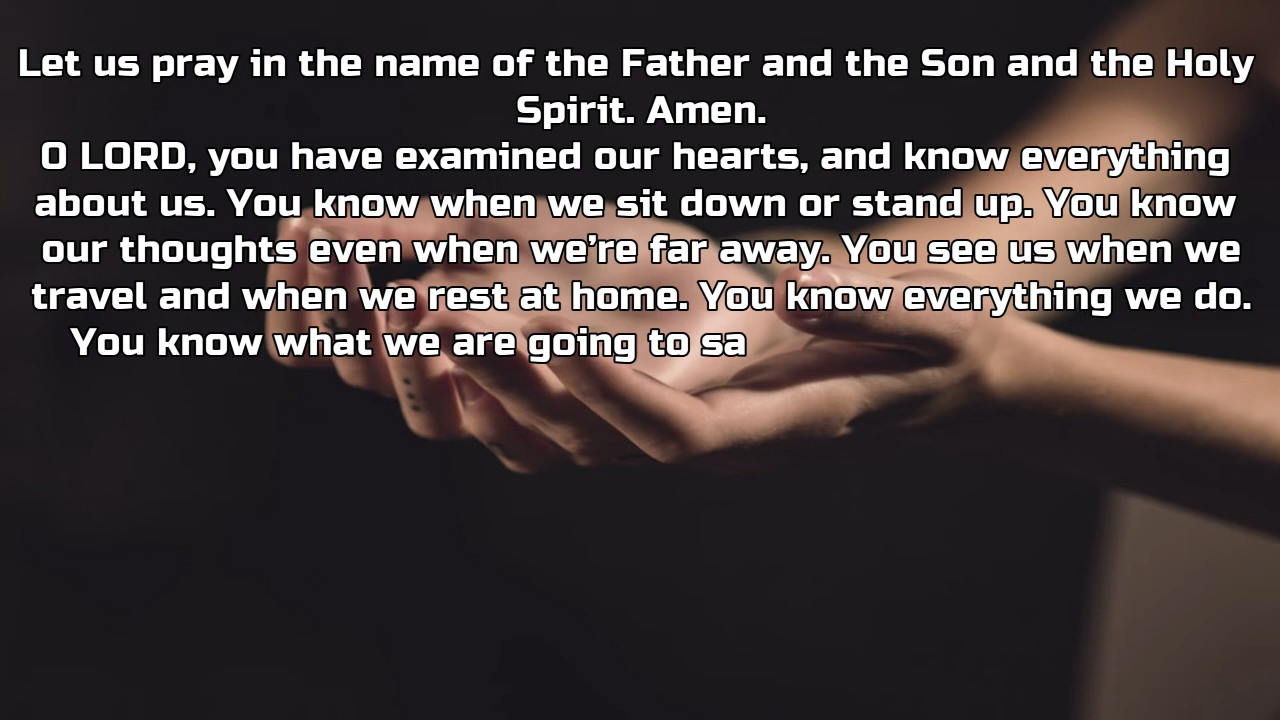 Let us pray in the name of the Father and the Son and the Holy
Spirit. Amen.
O LORD, you have examined our hearts, and know everything
about us. You know when we sit down or stand up. You know
our thoughts even when we’re far away. You see us when we
travel and when we rest at home. You know everything we do.
You know what we are going to sa